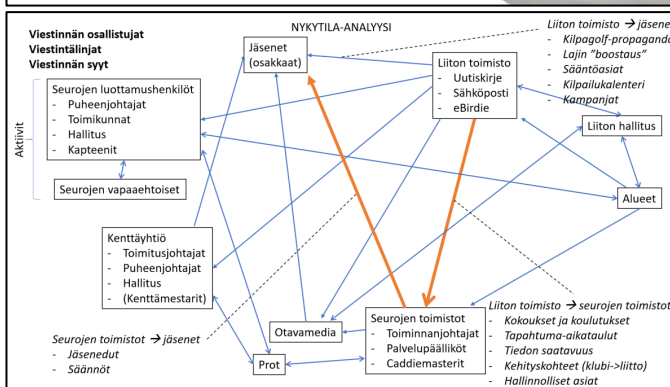 NYKYTILA-ANALYYSI
Viestinnän osallistujat
Viestintälinjat
Viestinnän syyt
Jäsenet
(osakkaat)
Liiton toimisto → jäsenet
- Kilpagolf-propaganda
- Lajin ”boostaus”
- Sääntöasiat
- Kilpailukalenteri
- Kampanjat
Liiton toimisto
- Uutiskirje
- Sähköposti
- eBirdie
Aktiivit
Seurojen luottamushenkilöt
- Puheenjohtajat
- Toimikunnat
- Hallitus
- Kapteenit
Liiton hallitus
Seurojen vapaaehtoiset
Alueet
Kenttäyhtiö
- Toimitusjohtajat
- Puheenjohtajat
- Hallitus
- (Kenttämestarit)
Liiton toimisto → seurojen toimistot
- Kokoukset ja koulutukset
- Tapahtuma-aikataulut
- Tiedon saatavuus
- Kehityskohteet (klubi->liitto)
- Hallinnolliset asiat
Seurojen toimistot
- Toiminnanjohtajat
- Palvelupäälliköt
- Caddiemasterit
Otavamedia
Seurojen toimistot → jäsenet
- Jäsenedut
- Säännöt
Prot